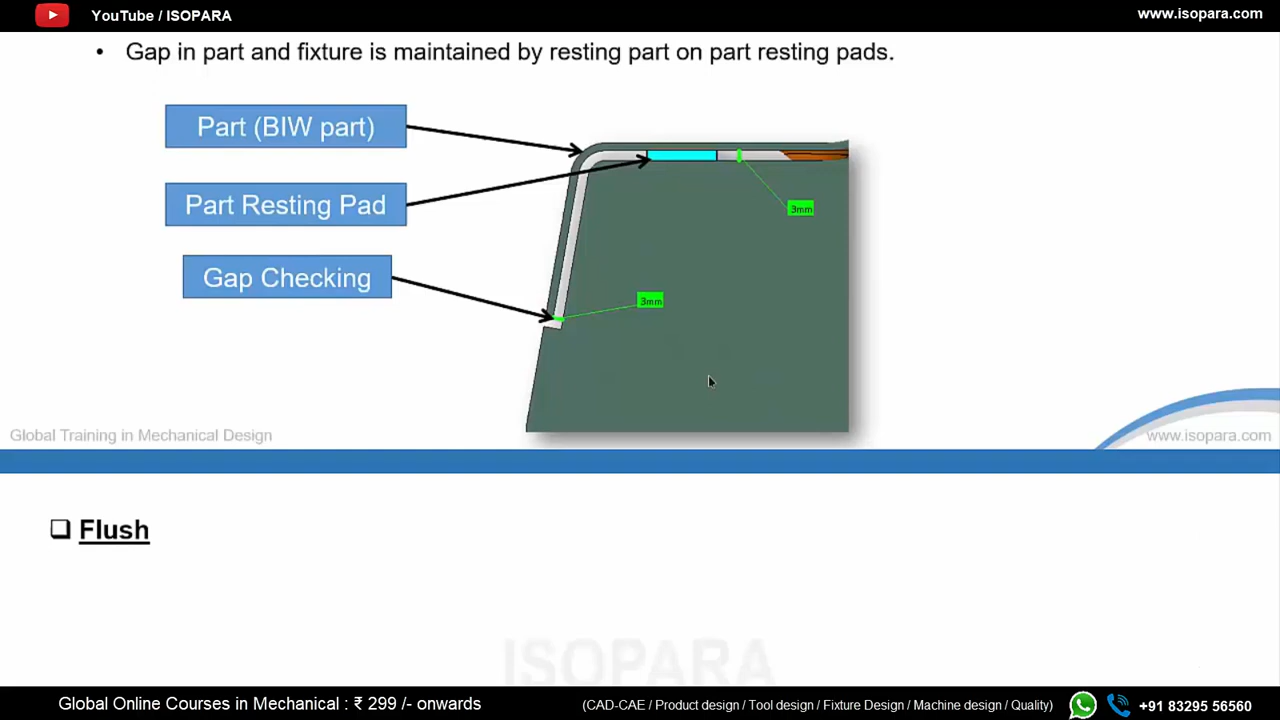 YouTube / ISOPARA
www.isopara.com
• Gap in part and fixture is maintained by resting part on part resting pads.
Part (BIW part)
Part Resting Pad
3mm
Gap Checking
3mm
Global Training in Mechanical Design
www.isopara.com
❑ Flush
ISOPARA
Global Online Courses in Mechanical : ₹ 299 /- onwards
(CAD-CAE / Product design / Tool design / Fixture Design / Machine design / Quality)
+91 83295 56560